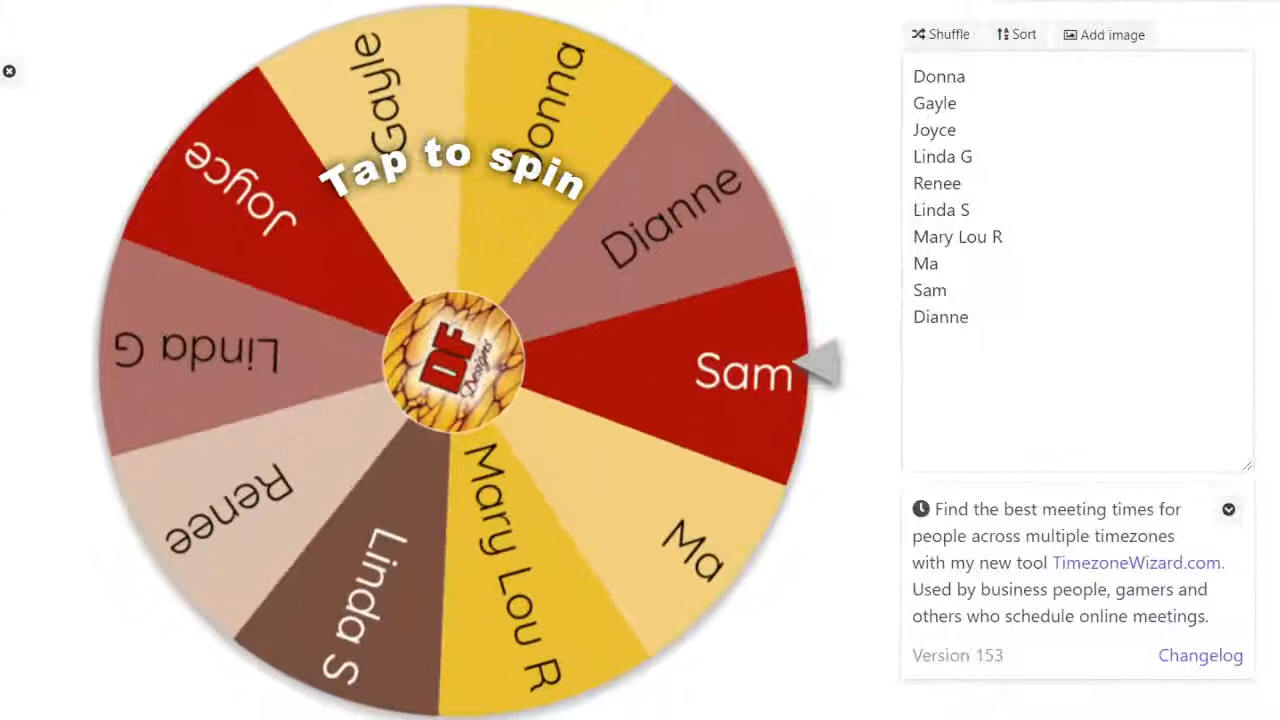 Shuffle
Sort
Add image
Gayle
Donna
Joyce
Tap to spin
Dianne
Linda G
Sam
Renee
Linda S
Mary Lou R
Ma
DF
Designs
Donna
Gayle
Joyce
Linda G
Renee
Linda S
Mary Lou R
Ma
Sam
Dianne
Find the best meeting times for
people across multiple timezones
with my new tool TimezoneWizard.com.
Used by business people, gamers and
others who schedule online meetings.
Version 153
Changelog